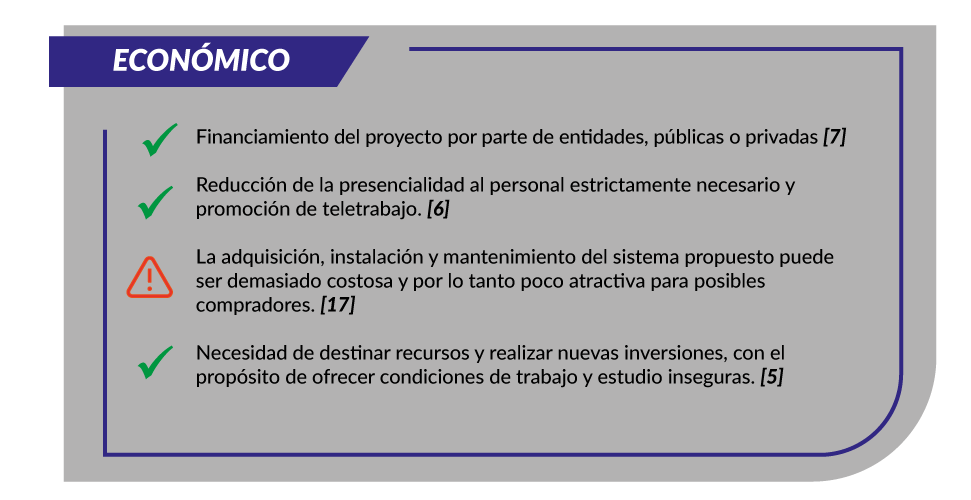 ECONÓMICO
Financiamiento del proyecto por parte de entidades, públicas o privadas [7]
Reducción de la presencialidad al personal estrictamente necesario y
promoción de teletrabajo. [6]
La adquisición, instalación y mantenimiento del sistema propuesto puede
ser demasiado costosa y por lo tanto poco atractiva para posibles
compradores. [17]
Necesidad de destinar recursos y realizar nuevas inversiones, con el
propósito de ofrecer condiciones de trabajo y estudio inseguras. [5]